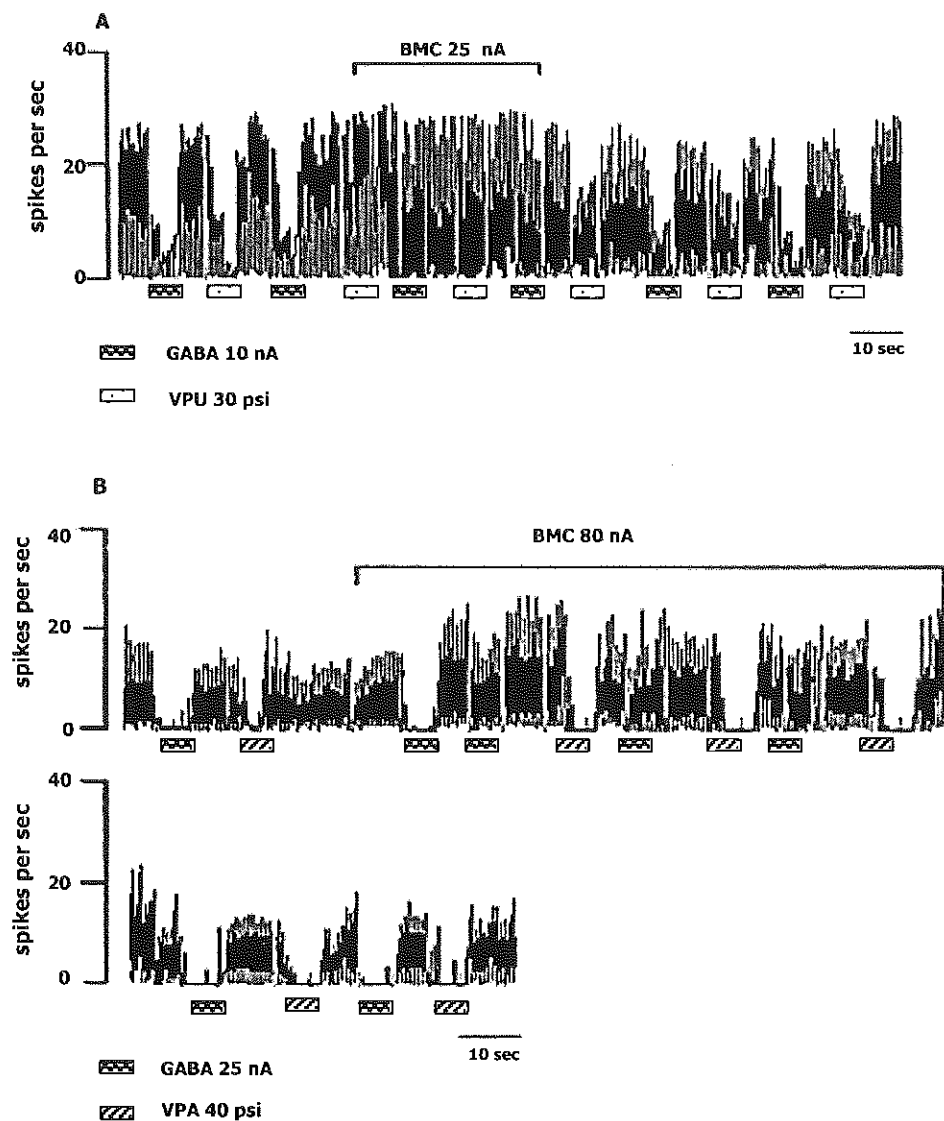 A
BMC 25 nA
40
20
0
spikes per sec
10 sec
GABA 10 nA
VPU 30 psi
B
BMC 80 nA
40
20
0
spikes per sec
40
20
0
spikes per sec
10 sec
GABA 25 nA
VPA 40 psi